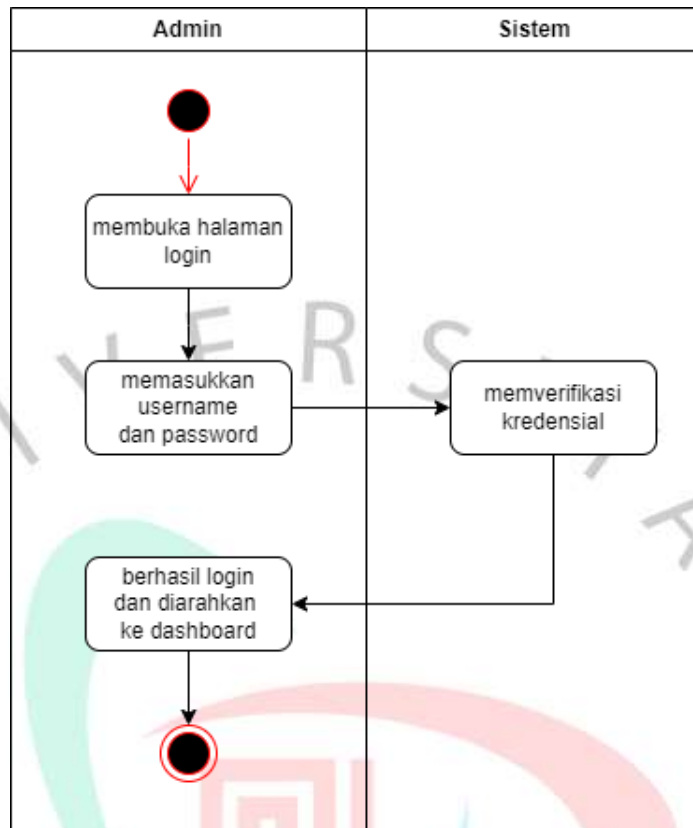 Admin
Sistem
membuka halaman
login
memasukkan
username
dan password
memverifikasi
kredensial
berhasil login
dan diarahkan
ke dashboard